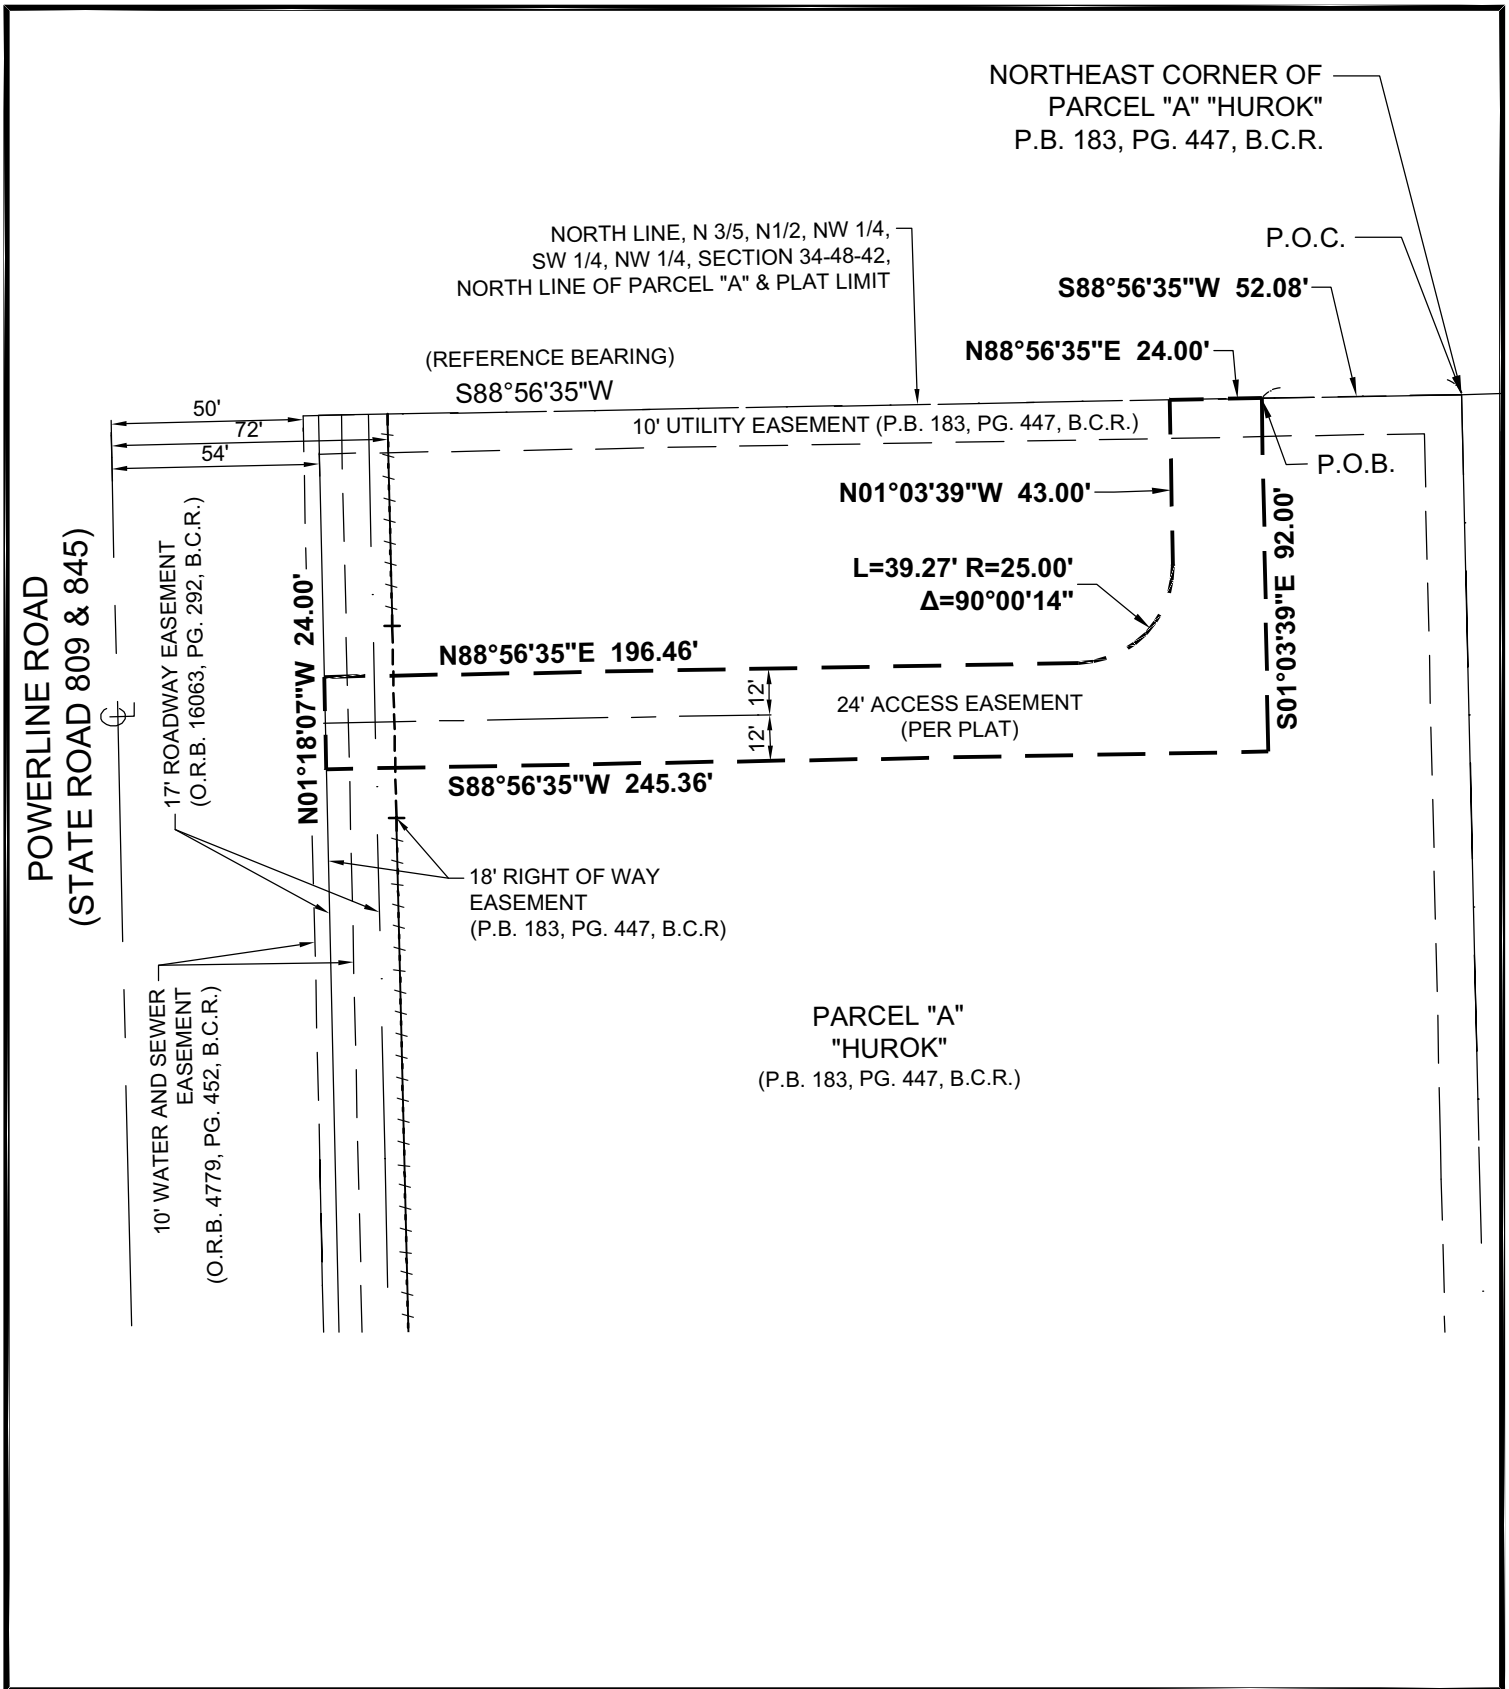 NORTHEAST CORNER OF
PARCEL "A" "HUROK"
P.B. 183, PG. 447, B.C.R.
NORTH LINE, N 3/5, N1/2, NW 1/4,
SW 1/4, NW 1/4, SECTION 34-48-42,
NORTH LINE OF PARCEL "A" & PLAT LIMIT
P.O.C.
S88°56'35"W 52.08'
N88°56'35"E 24.00'
(REFERENCE BEARING)
S88°56'35"W
50'
72'
54'
10' UTILITY EASEMENT (P.B. 183, PG. 447, B.C.R.)
P.O.B.
N01°03'39"W 43.00'
L=39.27' R=25.00'
Δ=90°00'14"
S01°03'39"E 92.00'
POWERLINE ROAD
(STATE ROAD 809 & 845)
CL
17' ROADWAY EASEMENT
(O.R.B. 16063, PG. 292, B.C.R.)
N01°18'07"W 24.00'
N88°56'35"E 196.46'
12'
12'
24' ACCESS EASEMENT
(PER PLAT)
S88°56'35"W 245.36'
18' RIGHT OF WAY
EASEMENT
(P.B. 183, PG. 447, B.C.R)
10' WATER AND SEWER
EASEMENT
(O.R.B. 4779, PG. 452, B.C.R.)
PARCEL "A"
"HUROK"
(P.B. 183, PG. 447, B.C.R.)